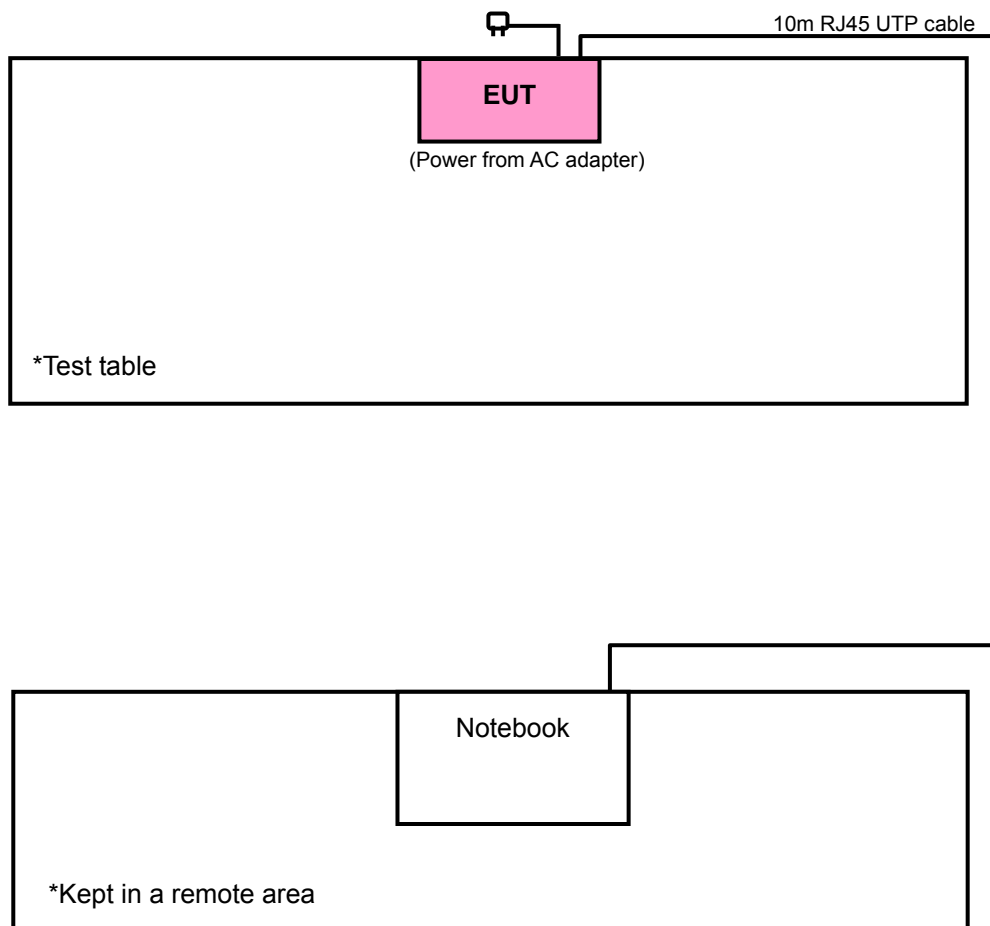 10m RJ45 UTP cable
EUT
(Power from AC adapter)
*Test table
Notebook
*Kept in a remote area